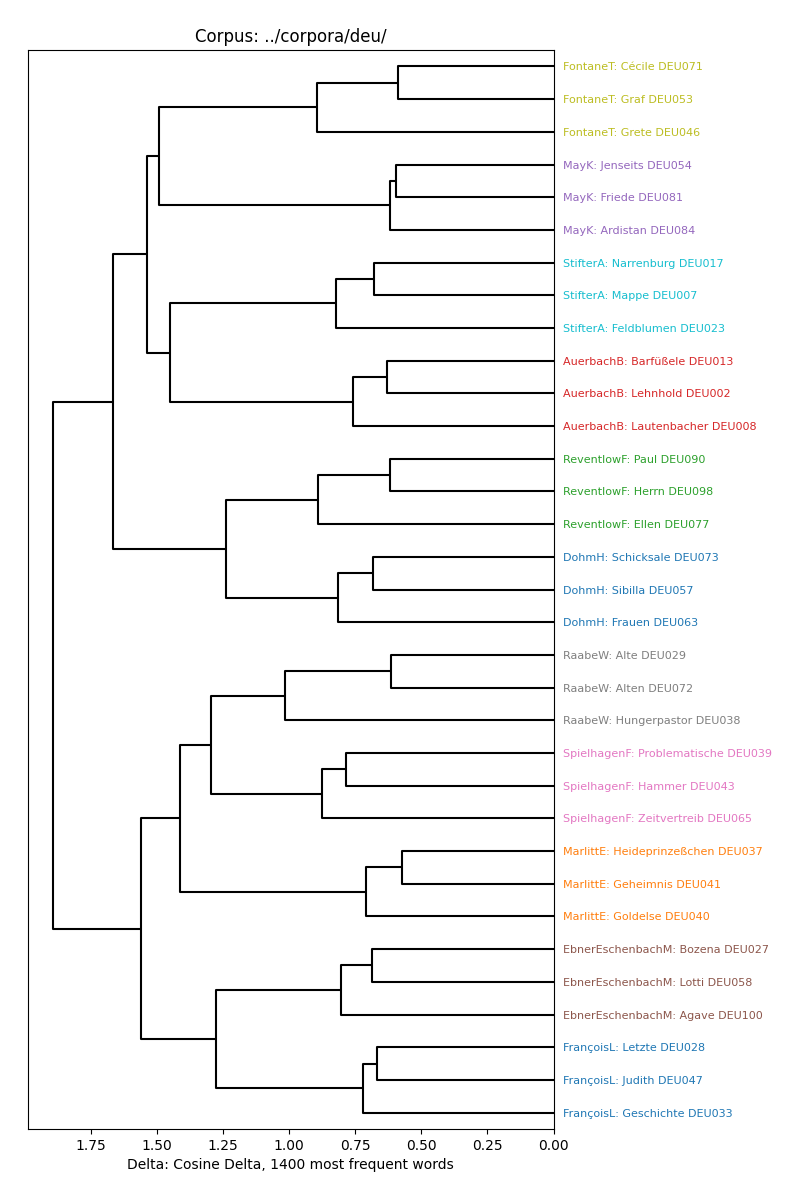 Corpus: ../corpora/deu/
FontaneT: Cécile DEU071
FontaneT: Graf DEU053
FontaneT: Grete DEU046
MayK: Jenseits DEU054
MayK: Friede DEU081
MayK: Ardistan DEU084
StifterA: Narrenburg DEU017
StifterA: Mappe DEU007
StifterA: Feldblumen DEU023
AuerbachB: Barfüßele DEU013
AuerbachB: Lehnhold DEU002
AuerbachB: Lautenbacher DEU008
ReventlowF: Paul DEU090
ReventlowF: Herrn DEU098
ReventlowF: Ellen DEU077
DohmH: Schicksale DEU073
DohmH: Sibilla DEU057
DohmH: Frauen DEU063
RaabeW: Alte DEU029
RaabeW: Alten DEU072
RaabeW: Hungerpastor DEU038
SpielhagenF: Problematische DEU039
SpielhagenF: Hammer DEU043
SpielhagenF: Zeitvertreib DEU065
MarlittE: Heideprinzeßchen DEU037
MarlittE: Geheimnis DEU041
MarlittE: Goldelse DEU040
EbnerEschenbachM: Bozena DEU027
EbnerEschenbachM: Lotti DEU058
EbnerEschenbachM: Agave DEU100
FrançoisL: Letzte DEU028
FrançoisL: Judith DEU047
FrançoisL: Geschichte DEU033
1.75 1.50 1.25 1.00 0.75 0.50 0.25 0.00
Delta: Cosine Delta, 1400 most frequent words